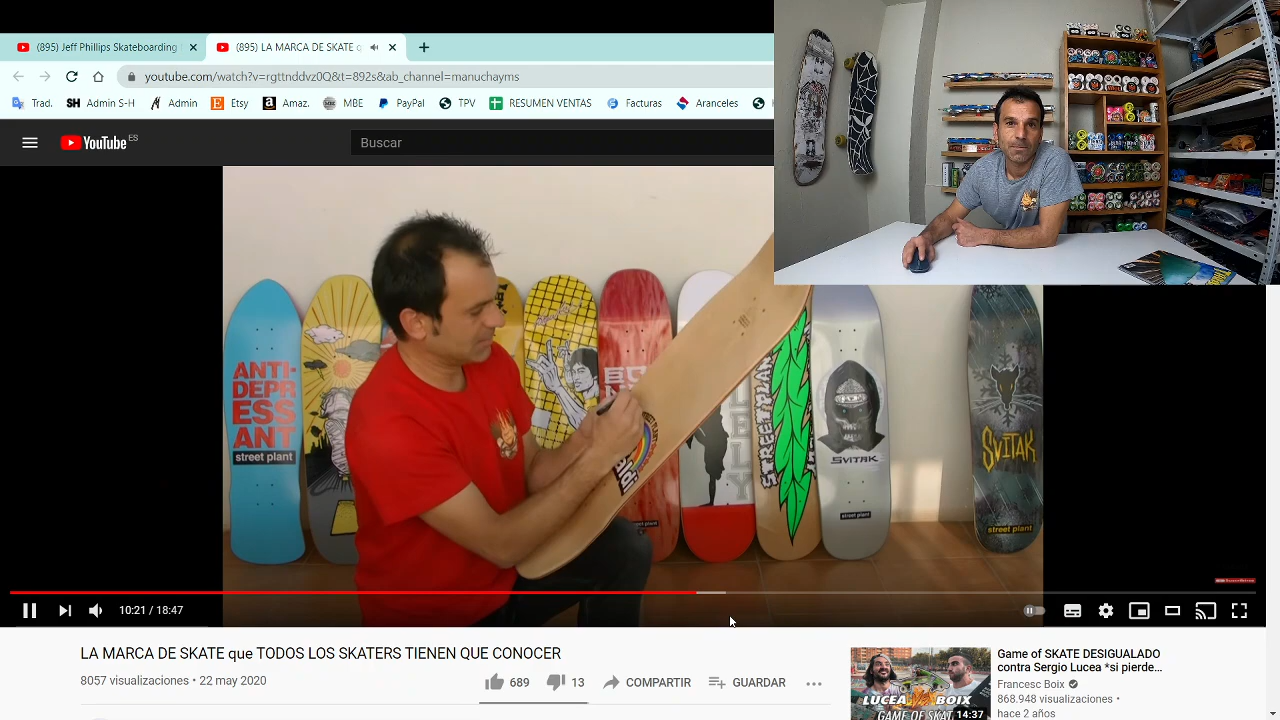 (895) Jeff Phillips Skateboarding
(895) LA MARCA DE SKATE q
youtube.com/watch?v=rgttnddvz0Q&t=892s&ab_channel=manuchayms
Trad.
SH Admin S-H
Admin
Etsy
Amaz.
MBE
PayPal
TPV
RESUMEN VENTAS
Facturas
Aranceles
YouTube ES
Buscar
ANTI-
DEPR
ESS
ANT
street plant
STREETPLANT
SVITAK
street plant
SVITAK
street plant
10:21 / 18:47
LA MARCA DE SKATE que TODOS LOS SKATERS TIENEN QUE CONOCER
8057 visualizaciones • 22 may 2020
689
13
COMPARTIR
GUARDAR
LUCEA BOIX
GAME OF SKAT
14:37
Game of SKATE DESIGUALADO
contra Sergio Lucea *si pierde...
Francesc Boix
868.948 visualizaciones •
hace 2 años